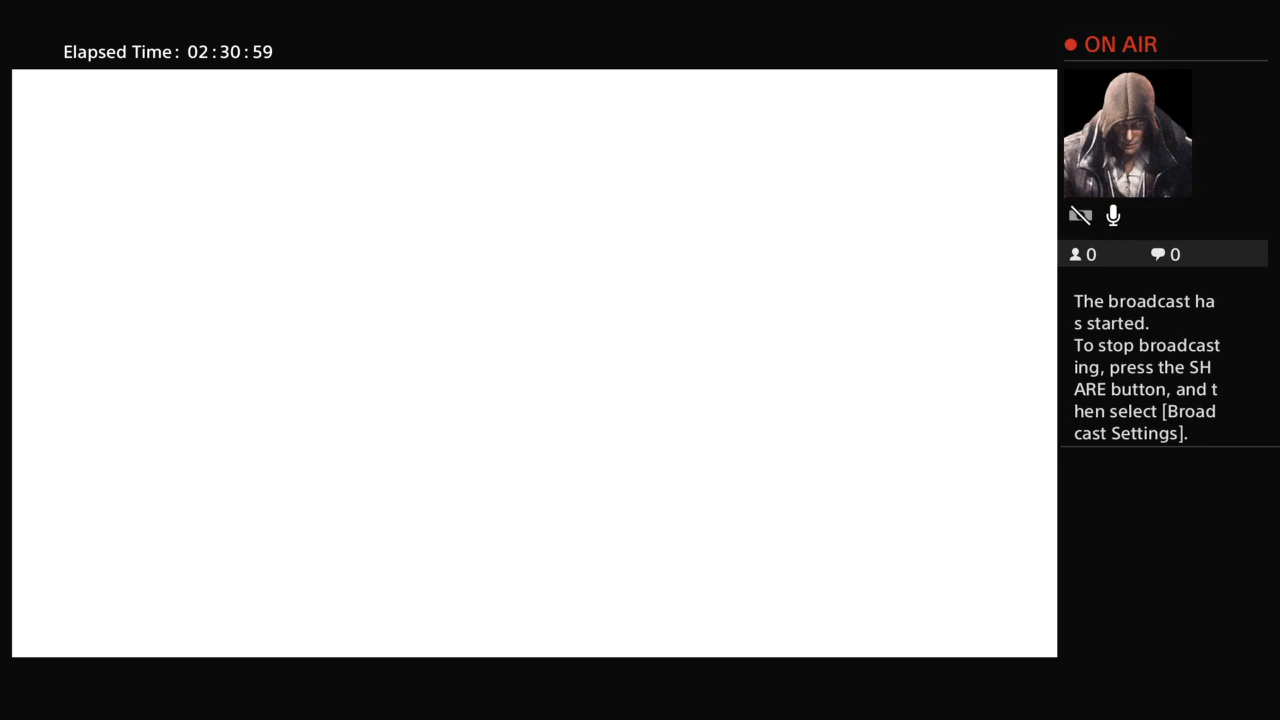 Elapsed Time: 02:30:59
ON AIR
0 0
The broadcast ha
s started.
To stop broadcast
ing, press the SH
ARE button, and t
hen select [Broad
cast Settings].